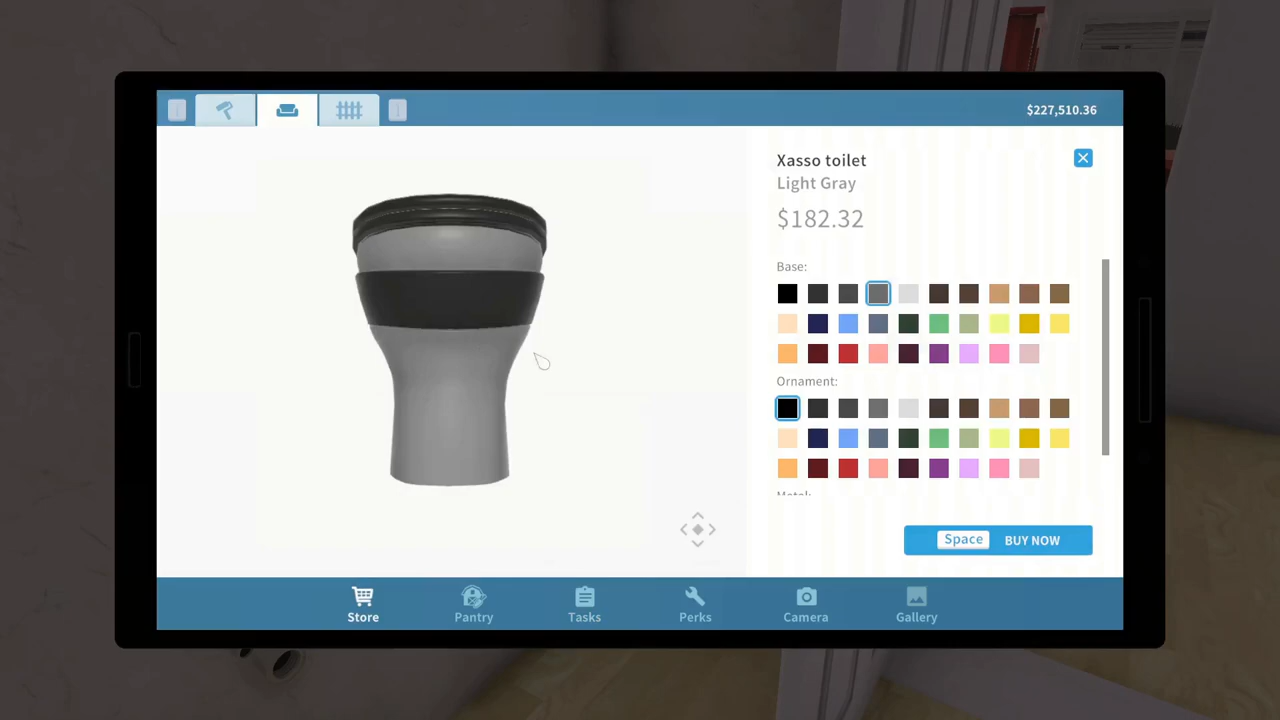 $227,510.36
Xasso toilet
Light Gray
$182.32
Base:
Ornament:
Metal:
Space BUY NOW
Store
Pantry
Tasks
Perks
Camera
Gallery